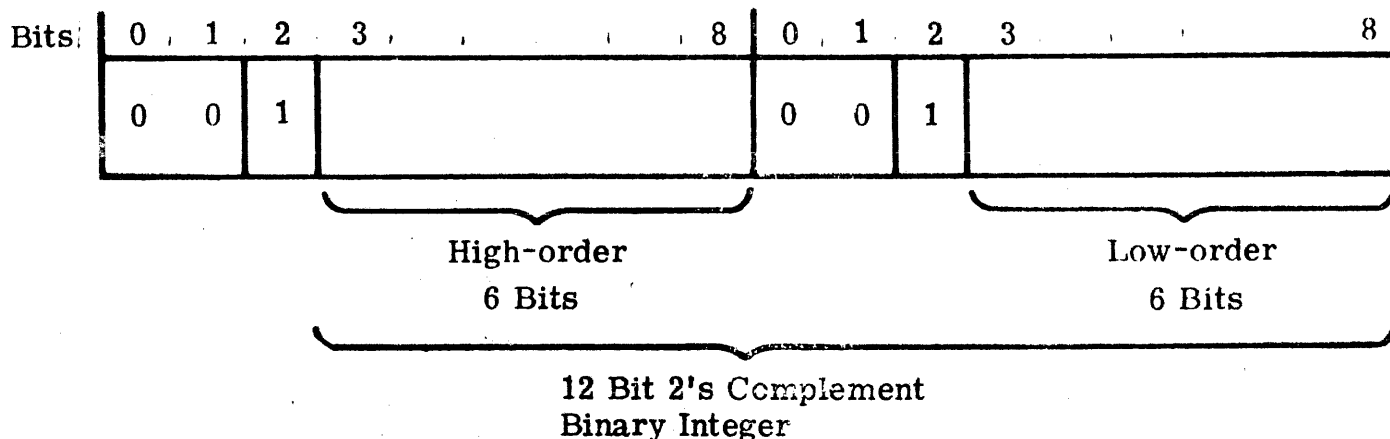 Bits 0 1 2 3 8 0 1 2 3 8
0 0 1 0 0 1
High-order Low-order
6 Bits 6 Bits
12 Bit 2's Complement
Binary Integer